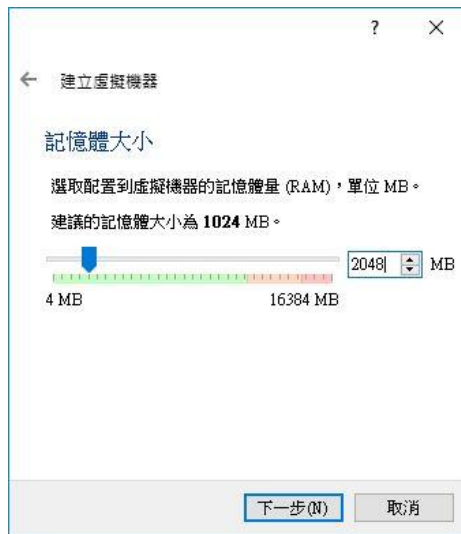 ?
建立虛擬機器
記憶體大小
選取配置到虛擬機器的記憶體量 (RAM)，單位 MB。
建議的記憶體大小為 1024 MB。
2048 MB
4 MB 16384 MB
下一步(N) 取消